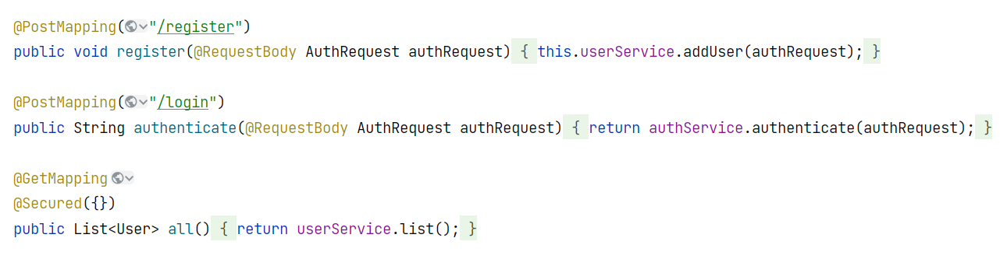 @PostMapping("/register")
public void register(@RequestBody AuthRequest authRequest) { this.userService.addUser(authRequest); }
@PostMapping("/login")
public String authenticate(@RequestBody AuthRequest authRequest) { return authService.authenticate(authRequest); }
@GetMapping
@Secured({})
public List<User> all() { return userService.list(); }